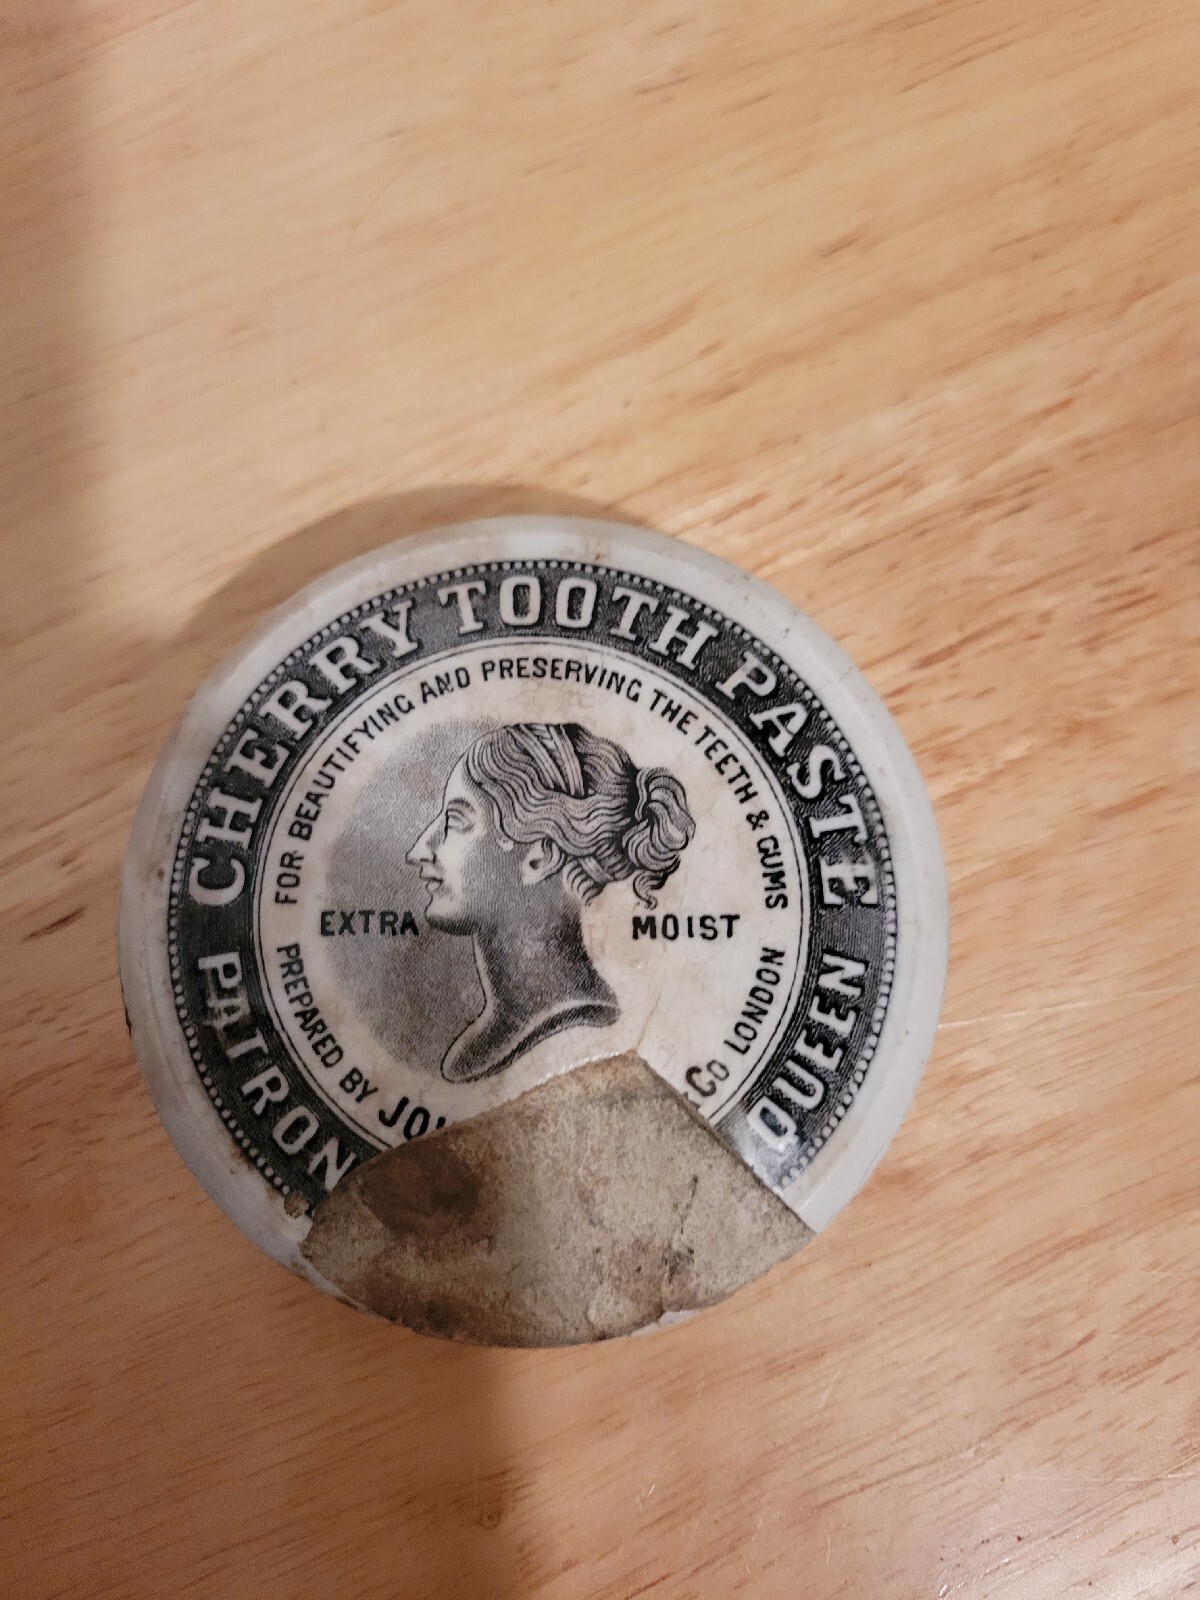 CHERRY TOOTH PASTE
PATRON
QUEEN
FOR BEAUTIFYING AND PRESERVING THE TEETH & GUMS
EXTRA MOIST
PREPARED BY
Co LONDON